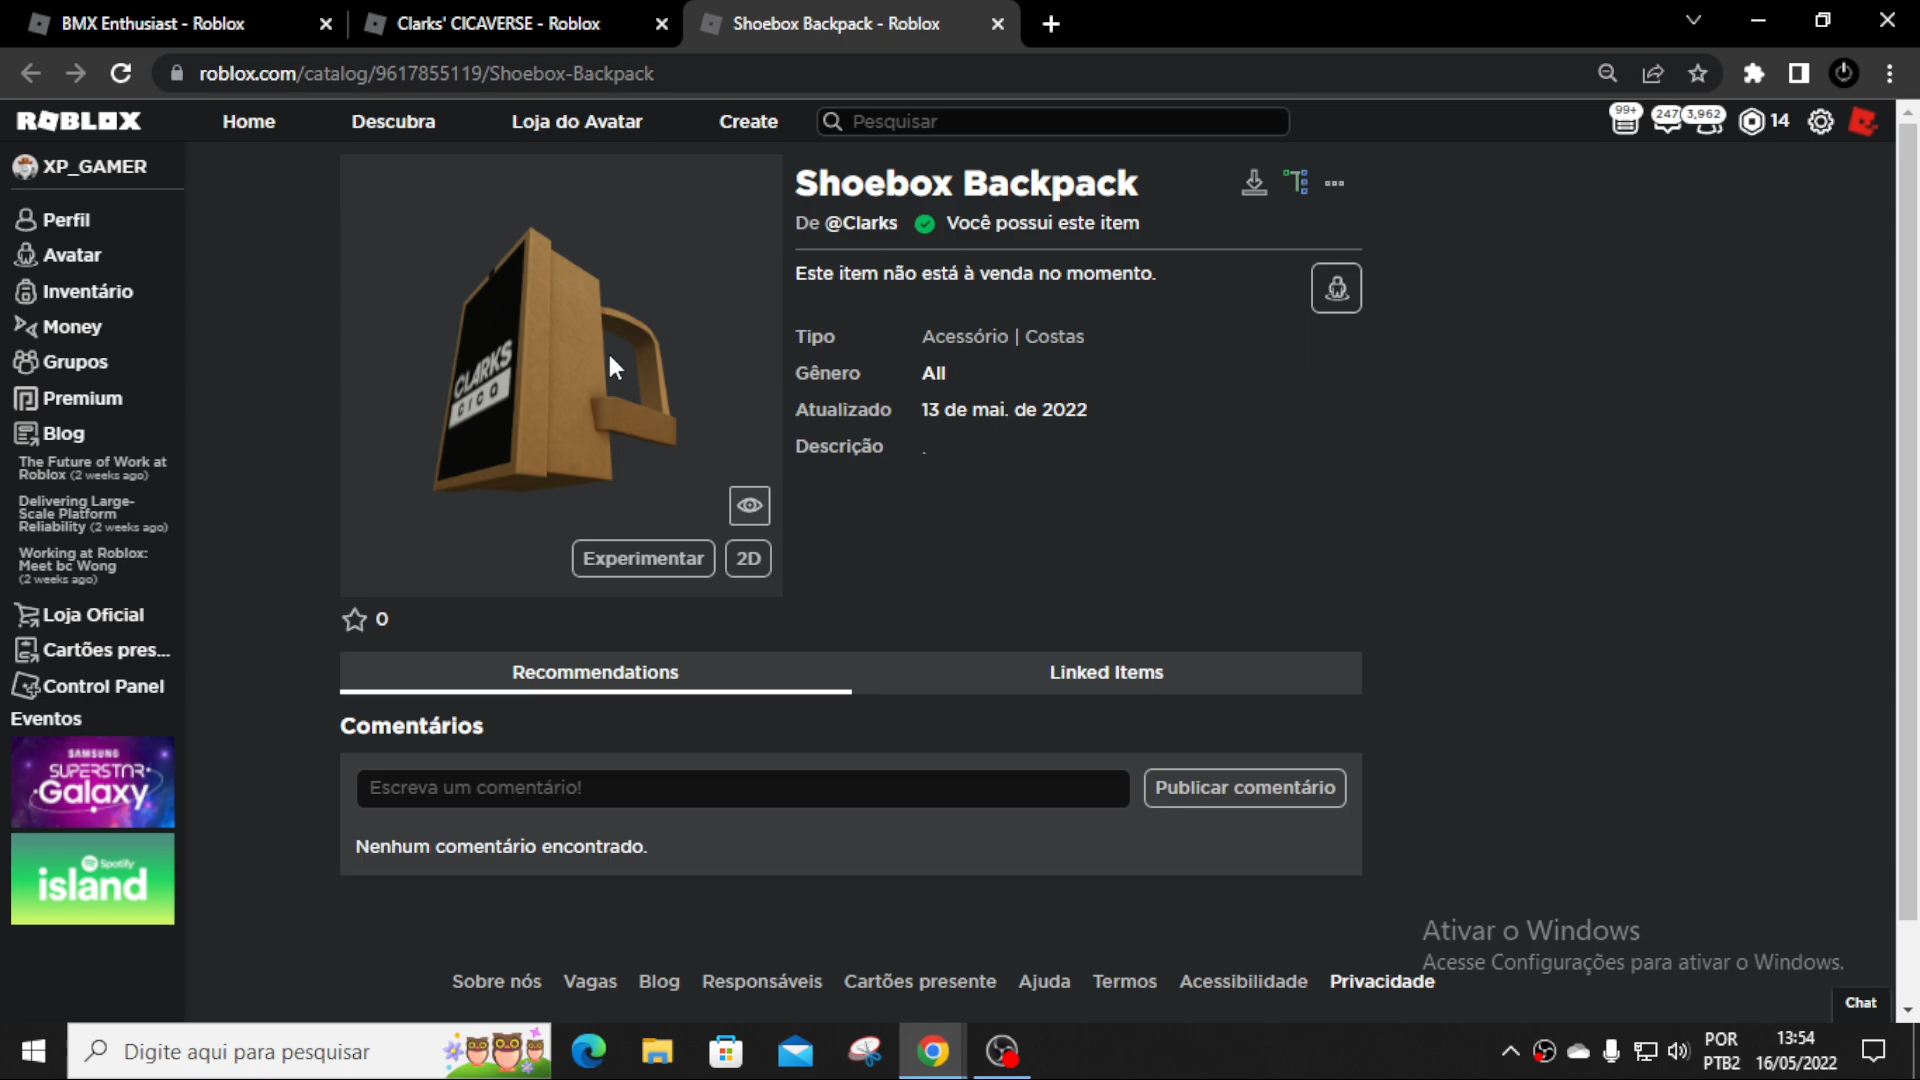 BMX Enthusiast - Roblox
Clarks' CICAVERSE - Roblox
Shoebox Backpack - Roblox
roblox.com/catalog/9617855119/Shoebox-Backpack
ROBLOX
Home
Descubra
Loja do Avatar
Create
Pesquisar
99+
247
3,962
14
XP_GAMER
Perfil
Avatar
Inventário
Money
Grupos
Premium
Blog
The Future of Work at
Roblox (2 weeks ago)
Delivering Large-
Scale Platform
Reliability (2 weeks ago)
Working at Roblox:
Meet bc Wong
(2 weeks ago)
Loja Oficial
Cartões pres...
Control Panel
Eventos
SAMSUNG
SUPERSTAR
Galaxy
Spotify
island
CLARKS
cica
Experimentar
2D
0
Shoebox Backpack
De @Clarks Você possui este item
Este item não está à venda no momento.
Tipo Acessório | Costas
Gênero All
Atualizado 13 de mai. de 2022
Descrição .
Recommendations
Linked Items
Comentários
Escreva um comentário!
Publicar comentário
Nenhum comentário encontrado.
Ativar o Windows
Acesse Configurações para ativar o Windows.
Sobre nós Vagas Blog Responsáveis Cartões presente Ajuda Termos Acessibilidade Privacidade
Chat
Digite aqui para pesquisar
POR
PTB2
13:54
16/05/2022